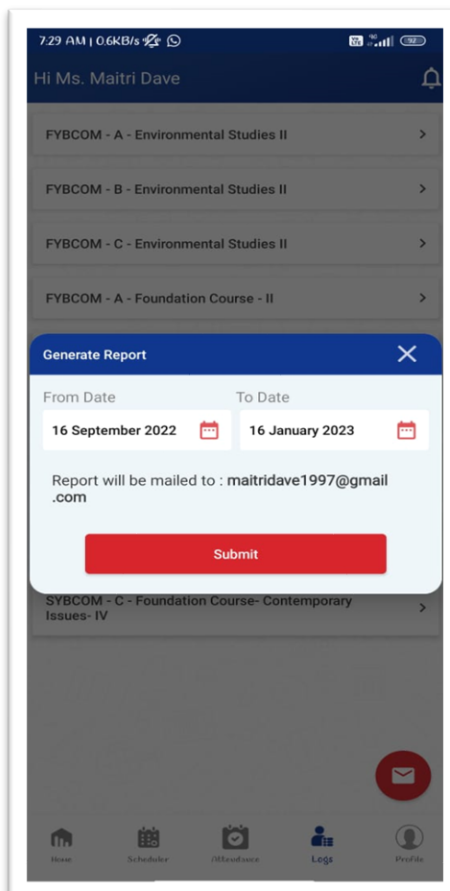 7:29 AM | 0.6KB/s
92
Hi Ms. Maitri Dave
FYBCOM - A - Environmental Studies II
FYBCOM - B - Environmental Studies II
FYBCOM - C - Environmental Studies II
FYBCOM - A - Foundation Course - II
Generate Report
From Date To Date
16 September 2022 16 January 2023
Report will be mailed to : maitridave1997@gmail
.com
Submit
SYBCOM - C - Foundation Course- Contemporary
Issues- IV
Home Scheduler Attendance Logs Profile